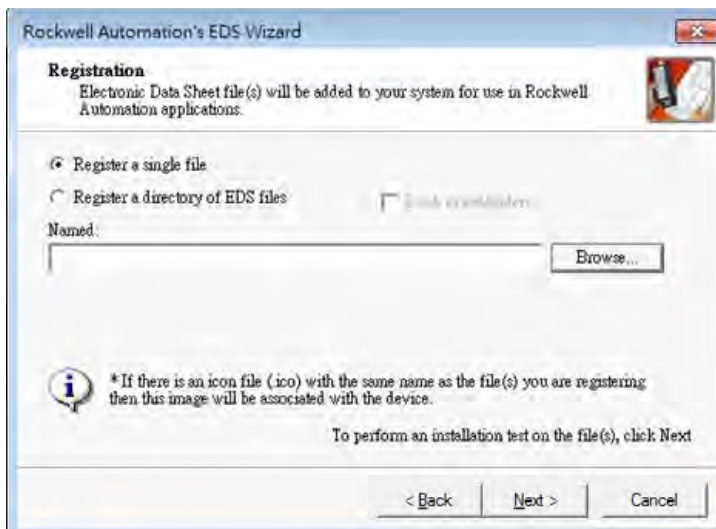 Rockwell Automation's EDS Wizard
Registration
Electronic Data Sheet file(s) will be added to your system for use in Rockwell
Automation applications.
Register a single file
Register a directory of EDS files
Named:
Browse...
*If there is an icon file (.ico) with the same name as the file(s) you are registering
then this image will be associated with the device.
To perform an installation test on the file(s), click Next
< Back
Next >
Cancel